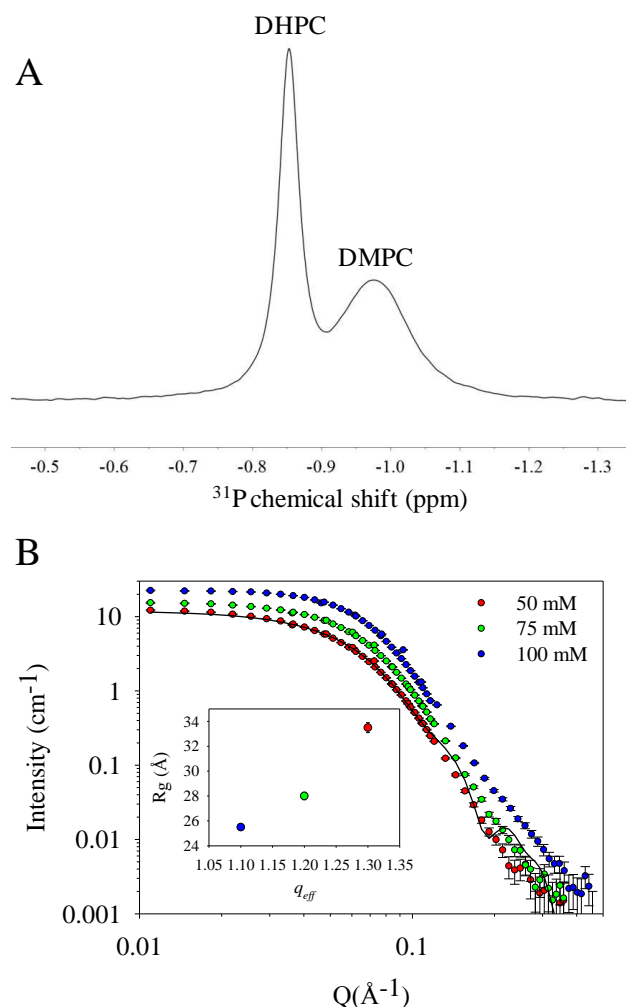 A
DHPC
DMPC
-0.5 -0.6 -0.7 -0.8 -0.9 -1.0 -1.1 -1.2 -1.3
³¹P chemical shift (ppm)
B
Intensity (cm⁻¹)
10
1
0.1
0.01
0.001
50 mM
75 mM
100 mM
Rg (Å)
34
32
30
28
26
24
1.05 1.10 1.15 1.20 1.25 1.30 1.35
qeff
0.01 0.1
Q(Å⁻¹)